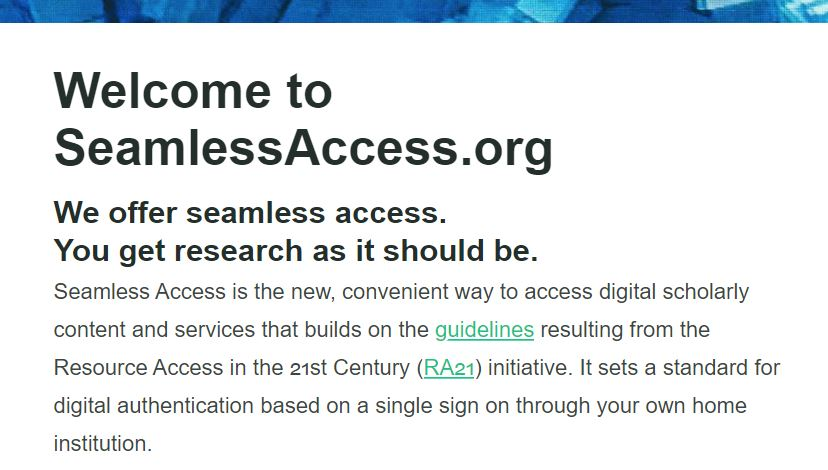 Welcome to
SeamlessAccess.org
We offer seamless access.
You get research as it should be.
Seamless Access is the new, convenient way to access digital scholarly
content and services that builds on the guidelines resulting from the
Resource Access in the 21st Century (RA21) initiative. It sets a standard for
digital authentication based on a single sign on through your own home
institution.